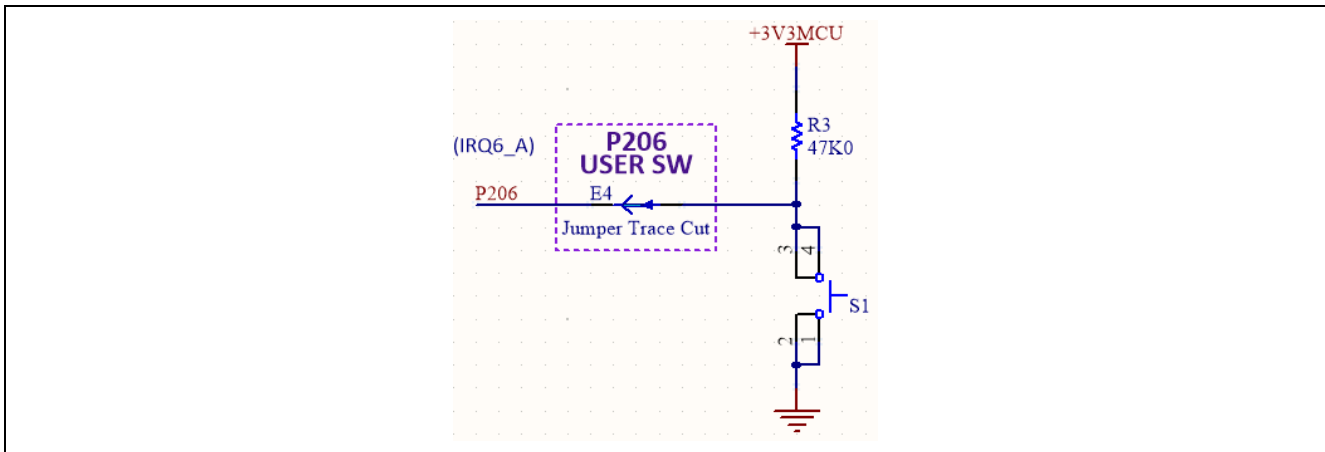 +3V3MCU
R3
47K0
(IRQ6_A)
P206
USER SW
P206
E4
Jumper Trace Cut
3
4
S1
2
1